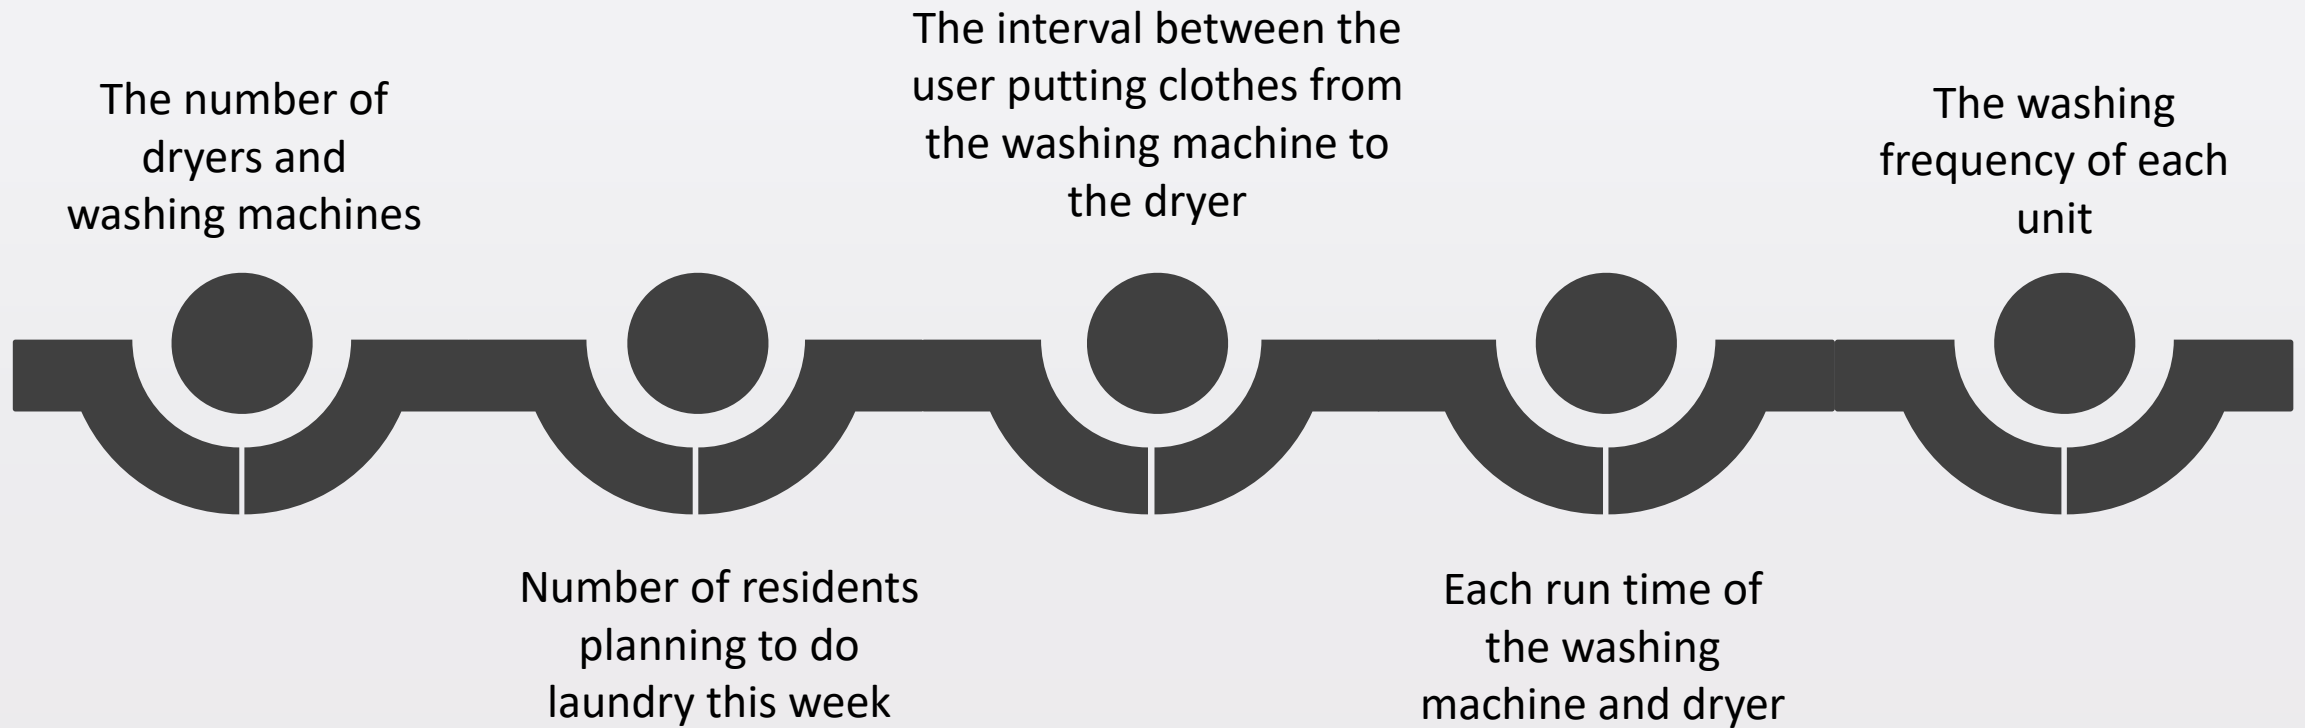 The number of
dryers and
washing machines
Number of residents
planning to do
laundry this week
The interval between the
user putting clothes from
the washing machine to
the dryer
Each run time of
the washing
machine and dryer
The washing
frequency of each
unit